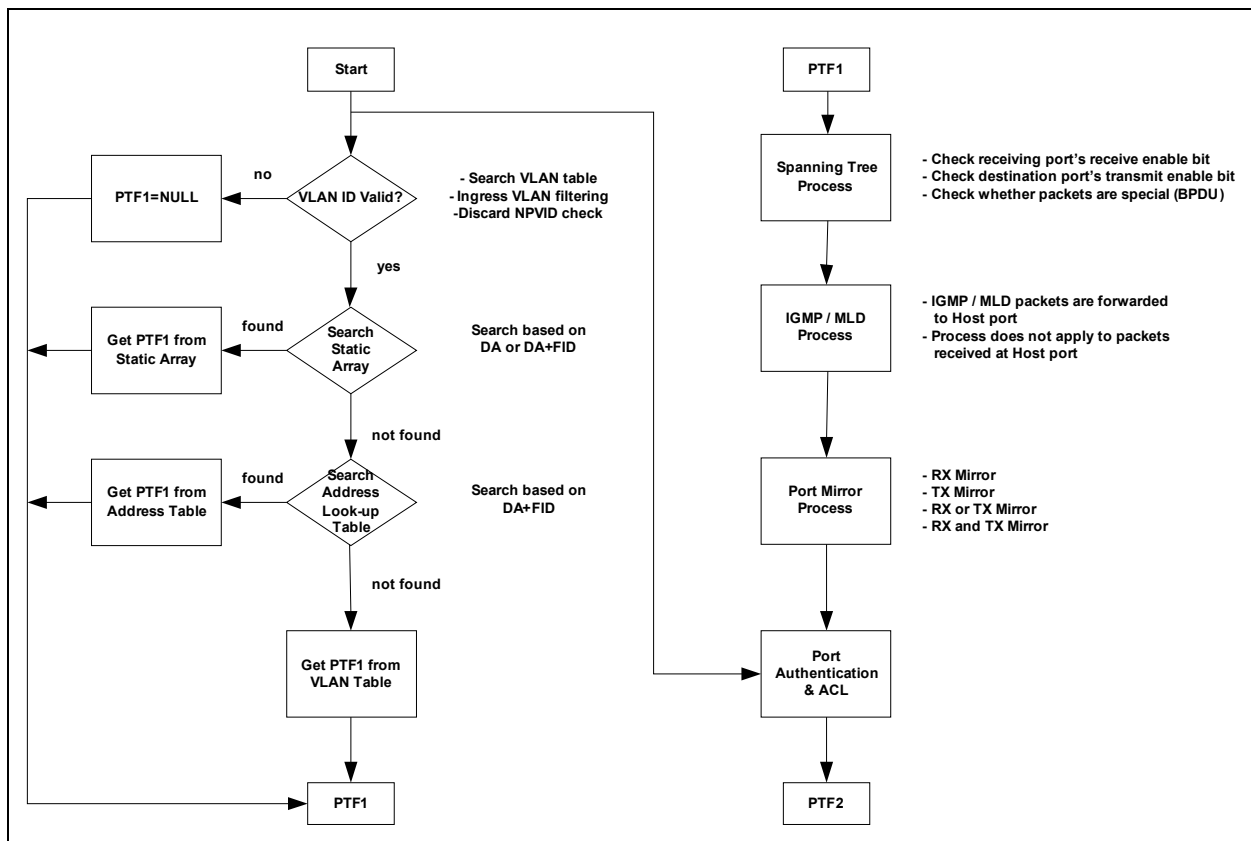 Start
no
PTF1=NULL
VLAN ID Valid?
- Search VLAN table
- Ingress VLAN filtering
-Discard NPVID check
yes
found
Get PTF1 from
Static Array
Search
Static
Array
Search based on
DA or DA+FID
not found
found
Get PTF1 from
Address Table
Search
Address
Look-up
Table
Search based on
DA+FID
not found
Get PTF1 from
VLAN Table
PTF1
PTF1
Spanning Tree
Process
- Check receiving port's receive enable bit
- Check destination port's transmit enable bit
- Check whether packets are special (BPDU)
IGMP / MLD
Process
- IGMP / MLD packets are forwarded
to Host port
- Process does not apply to packets
received at Host port
Port Mirror
Process
- RX Mirror
- TX Mirror
- RX or TX Mirror
- RX and TX Mirror
Port
Authentication
& ACL
PTF2